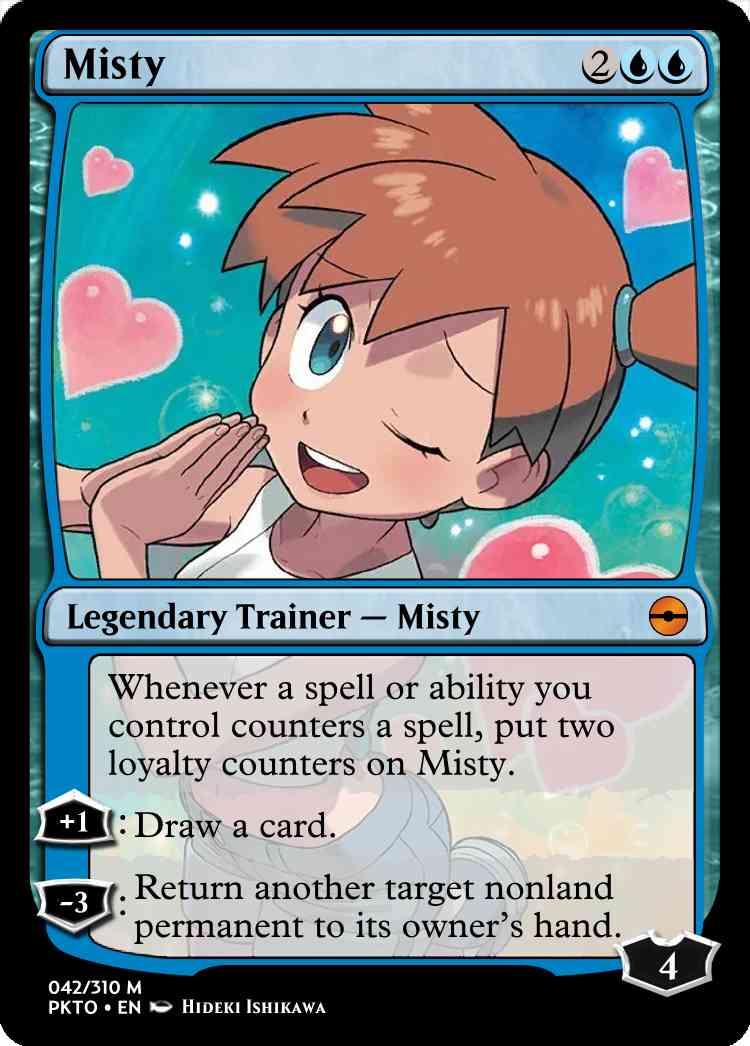 Misty 2
Legendary Trainer — Misty
Whenever a spell or ability you
control counters a spell, put two
loyalty counters on Misty.
+1: Draw a card.
−3: Return another target nonland
permanent to its owner's hand.
4
042/310 M
PKTO • EN Hideki Ishikawa